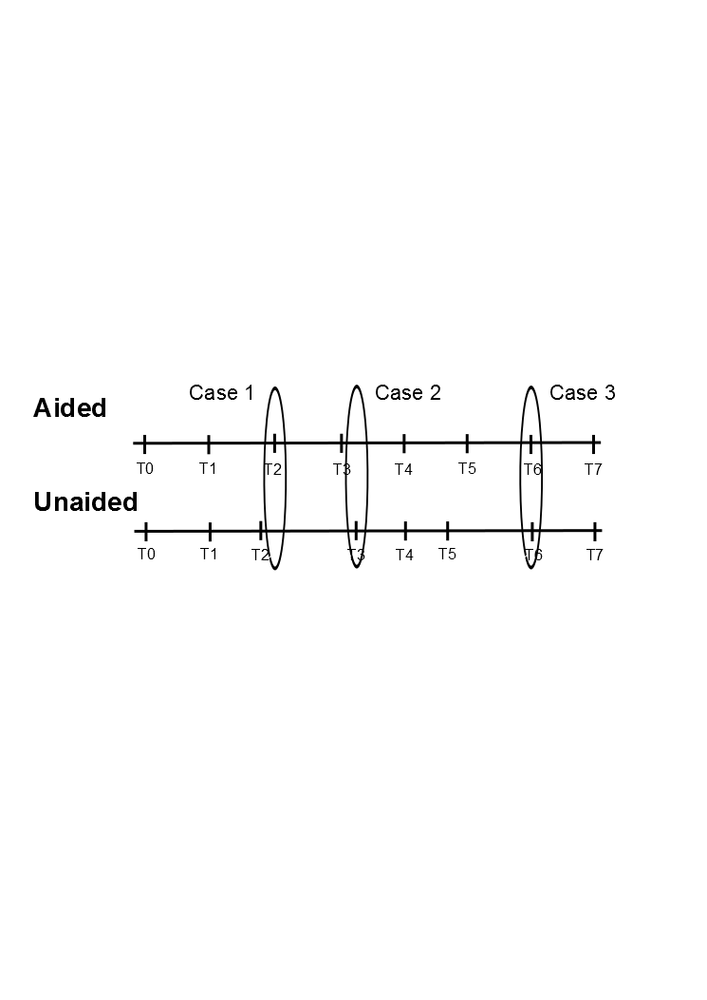 Case 1 Case 2 Case 3
Aided
T0 T1 T2 T3 T4 T5 T6 T7
Unaided
T0 T1 T2 T3 T4 T5 T6 T7